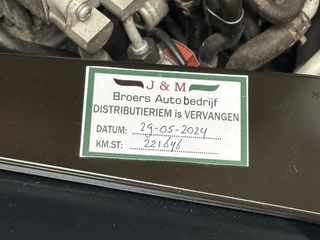 J & M
Broers Autobedrijf
DISTRIBUTIERIEM is VERVANGEN
DATUM: 29-05-2024
KM.ST: 221646